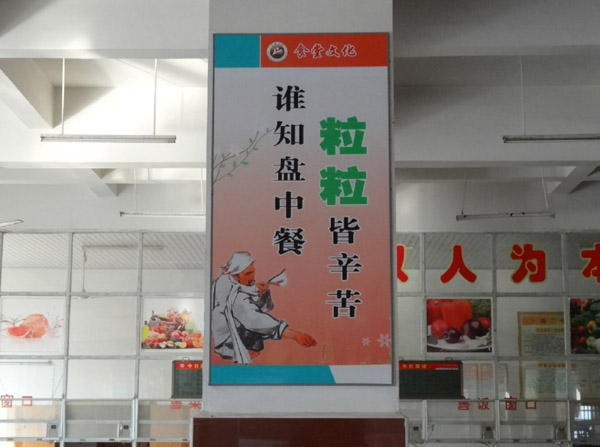 食堂文化
谁知盘中餐
粒粒皆辛苦
人为本
窗口
窗口